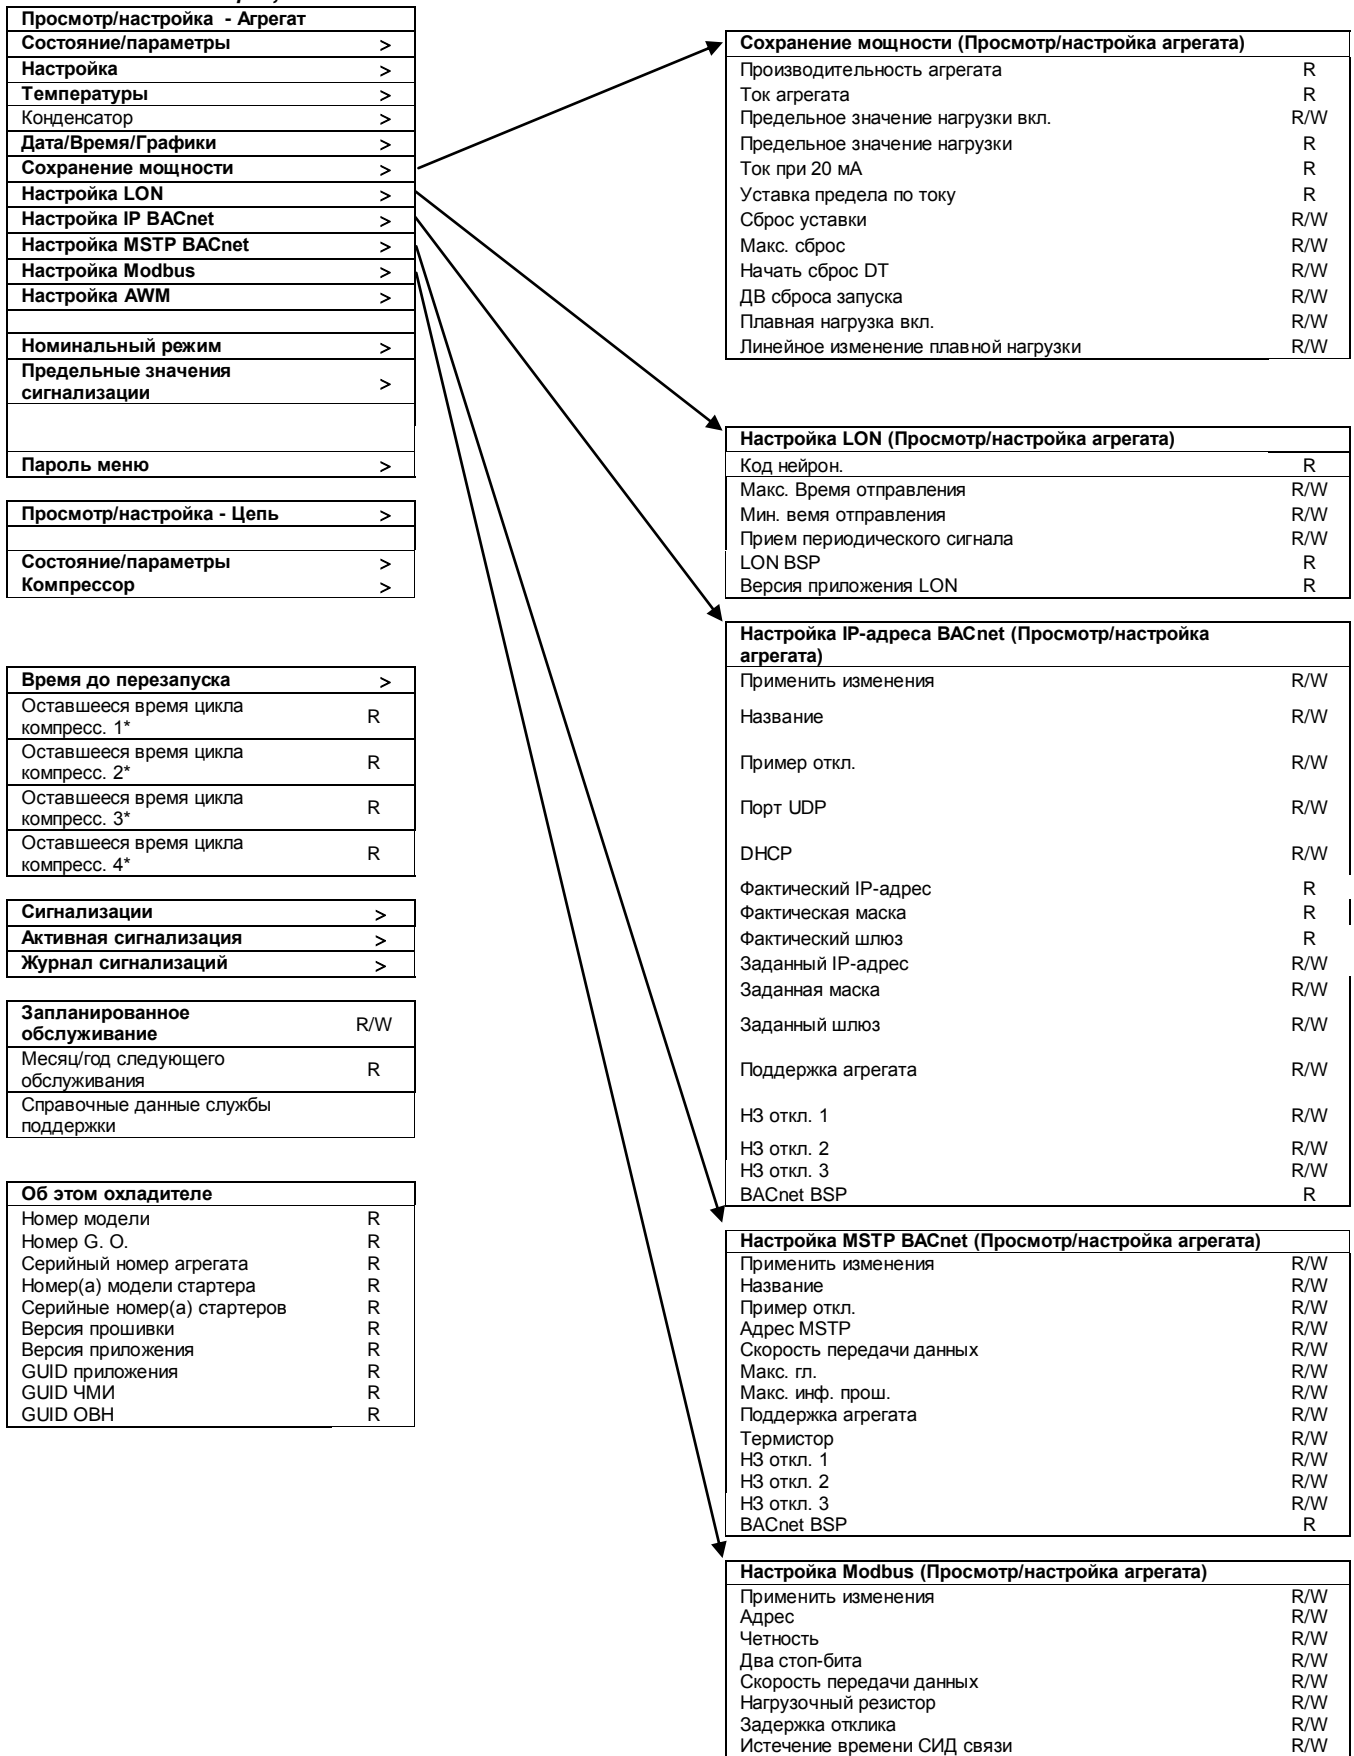 Просмотр/настройка - Агрегат
Состояние/параметры >
Настройка >
Температуры >
Конденсатор >
Дата/Время/Графики >
Сохранение мощности >
Настройка LON >
Настройка IP BACnet >
Настройка MSTP BACnet >
Настройка Modbus >
Настройка AWM >
Номинальный режим >
Предельные значения
сигнализации >
Пароль меню >
Просмотр/настройка - Цепь >
Состояние/параметры >
Компрессор >
Время до перезапуска >
Оставшееся время цикла
компресс. 1* R
Оставшееся время цикла
компресс. 2* R
Оставшееся время цикла
компресс. 3* R
Оставшееся время цикла
компресс. 4* R
Сигнализации >
Активная сигнализация >
Журнал сигнализаций >
Запланированное
обслуживание R/W
Месяц/год следующего
обслуживания R
Справочные данные службы
поддержки
Об этом охладителе
Номер модели R
Номер G. O. R
Серийный номер агрегата R
Номер(а) модели стартера R
Серийные номер(а) стартеров R
Версия прошивки R
Версия приложения R
GUID приложения R
GUID ЧМИ R
GUID ОВН R
Сохранение мощности (Просмотр/настройка агрегата)
Производительность агрегата R
Ток агрегата R
Предельное значение нагрузки вкл. R/W
Предельное значение нагрузки R
Ток при 20 мА R
Уставка предела по току R
Сброс уставки R/W
Макс. сброс R/W
Начать сброс DT R/W
ДВ сброса запуска R/W
Плавная нагрузка вкл. R/W
Линейное изменение плавной нагрузки R/W
Настройка LON (Просмотр/настройка агрегата)
Код нейрон. R
Макс. Время отправления R/W
Мин. вемя отправления R/W
Прием периодического сигнала R/W
LON BSP R
Версия приложения LON R
Настройка IP-адреса BACnet (Просмотр/настройка
агрегата)
Применить изменения R/W
Название R/W
Пример откл. R/W
Порт UDP R/W
DHCP R/W
Фактический IP-адрес R
Фактическая маска R
Фактический шлюз R
Заданный IP-адрес R/W
Заданная маска R/W
Заданный шлюз R/W
Поддержка агрегата R/W
НЗ откл. 1 R/W
НЗ откл. 2 R/W
НЗ откл. 3 R/W
BACnet BSP R
Настройка MSTP BACnet (Просмотр/настройка агрегата)
Применить изменения R/W
Название R/W
Пример откл. R/W
Адрес MSTP R/W
Скорость передачи данных R/W
Макс. гл. R/W
Макс. инф. прош. R/W
Поддержка агрегата R/W
Термистор R/W
НЗ откл. 1 R/W
НЗ откл. 2 R/W
НЗ откл. 3 R/W
BACnet BSP R
Настройка Modbus (Просмотр/настройка агрегата)
Применить изменения R/W
Адрес R/W
Четность R/W
Два стоп-бита R/W
Скорость передачи данных R/W
Нагрузочный резистор R/W
Задержка отклика R/W
Истечение времени СИД связи R/W